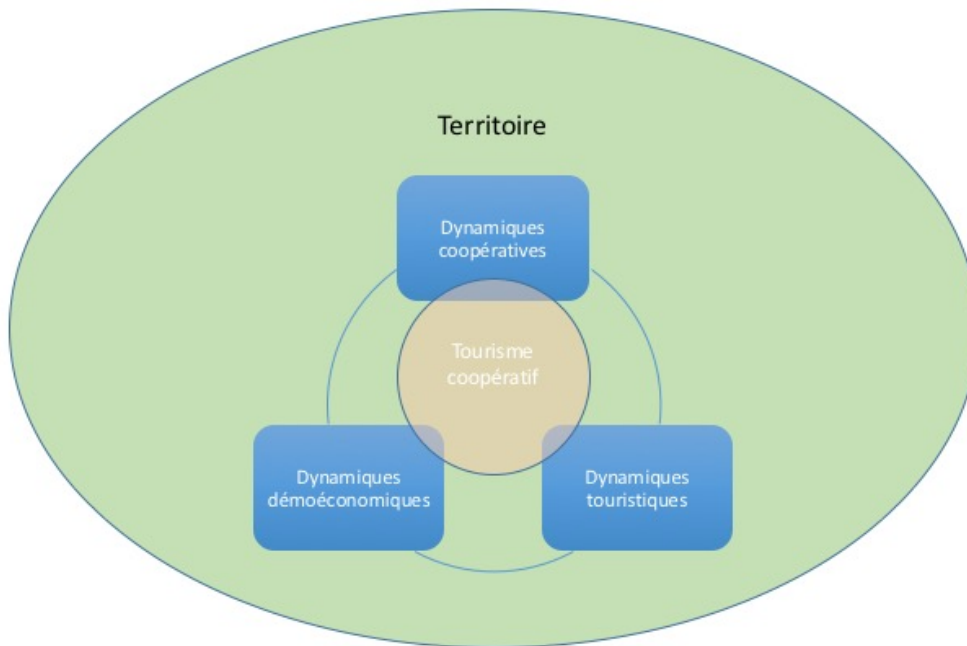 Territoire
Dynamiques
coopératives
Tourisme
coopératif
Dynamiques
démoéconomiques
Dynamiques
touristiques